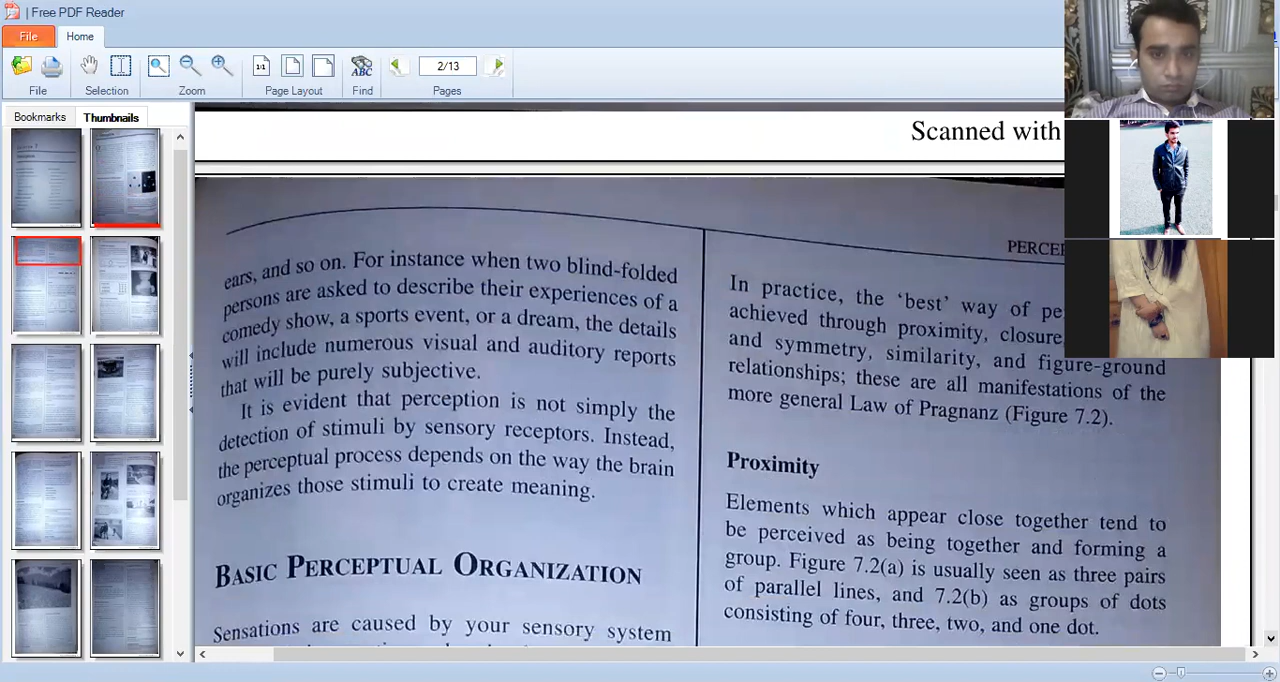 | Free PDF Reader
File
Home
File
Selection
Zoom
1:1
Page Layout
ABC
Find
2/13
Pages
Bookmarks
Thumbnails
Scanned with
ears, and so on. For instance when two blind-folded
persons are asked to describe their experiences of a
comedy show, a sports event, or a dream, the details
will include numerous visual and auditory reports
that will be purely subjective.
It is evident that perception is not simply the
detection of stimuli by sensory receptors. Instead,
the perceptual process depends on the way the brain
organizes those stimuli to create meaning.
BASIC PERCEPTUAL ORGANIZATION
Sensations are caused by your sensory system
PERCE
In practice, the ‘best’ way of pe
achieved through proximity, closure
and symmetry, similarity, and figure-ground
relationships; these are all manifestations of the
more general Law of Pragnanz (Figure 7.2).
Proximity
Elements which appear close together tend to
be perceived as being together and forming a
group. Figure 7.2(a) is usually seen as three pairs
of parallel lines, and 7.2(b) as groups of dots
consisting of four, three, two, and one dot.